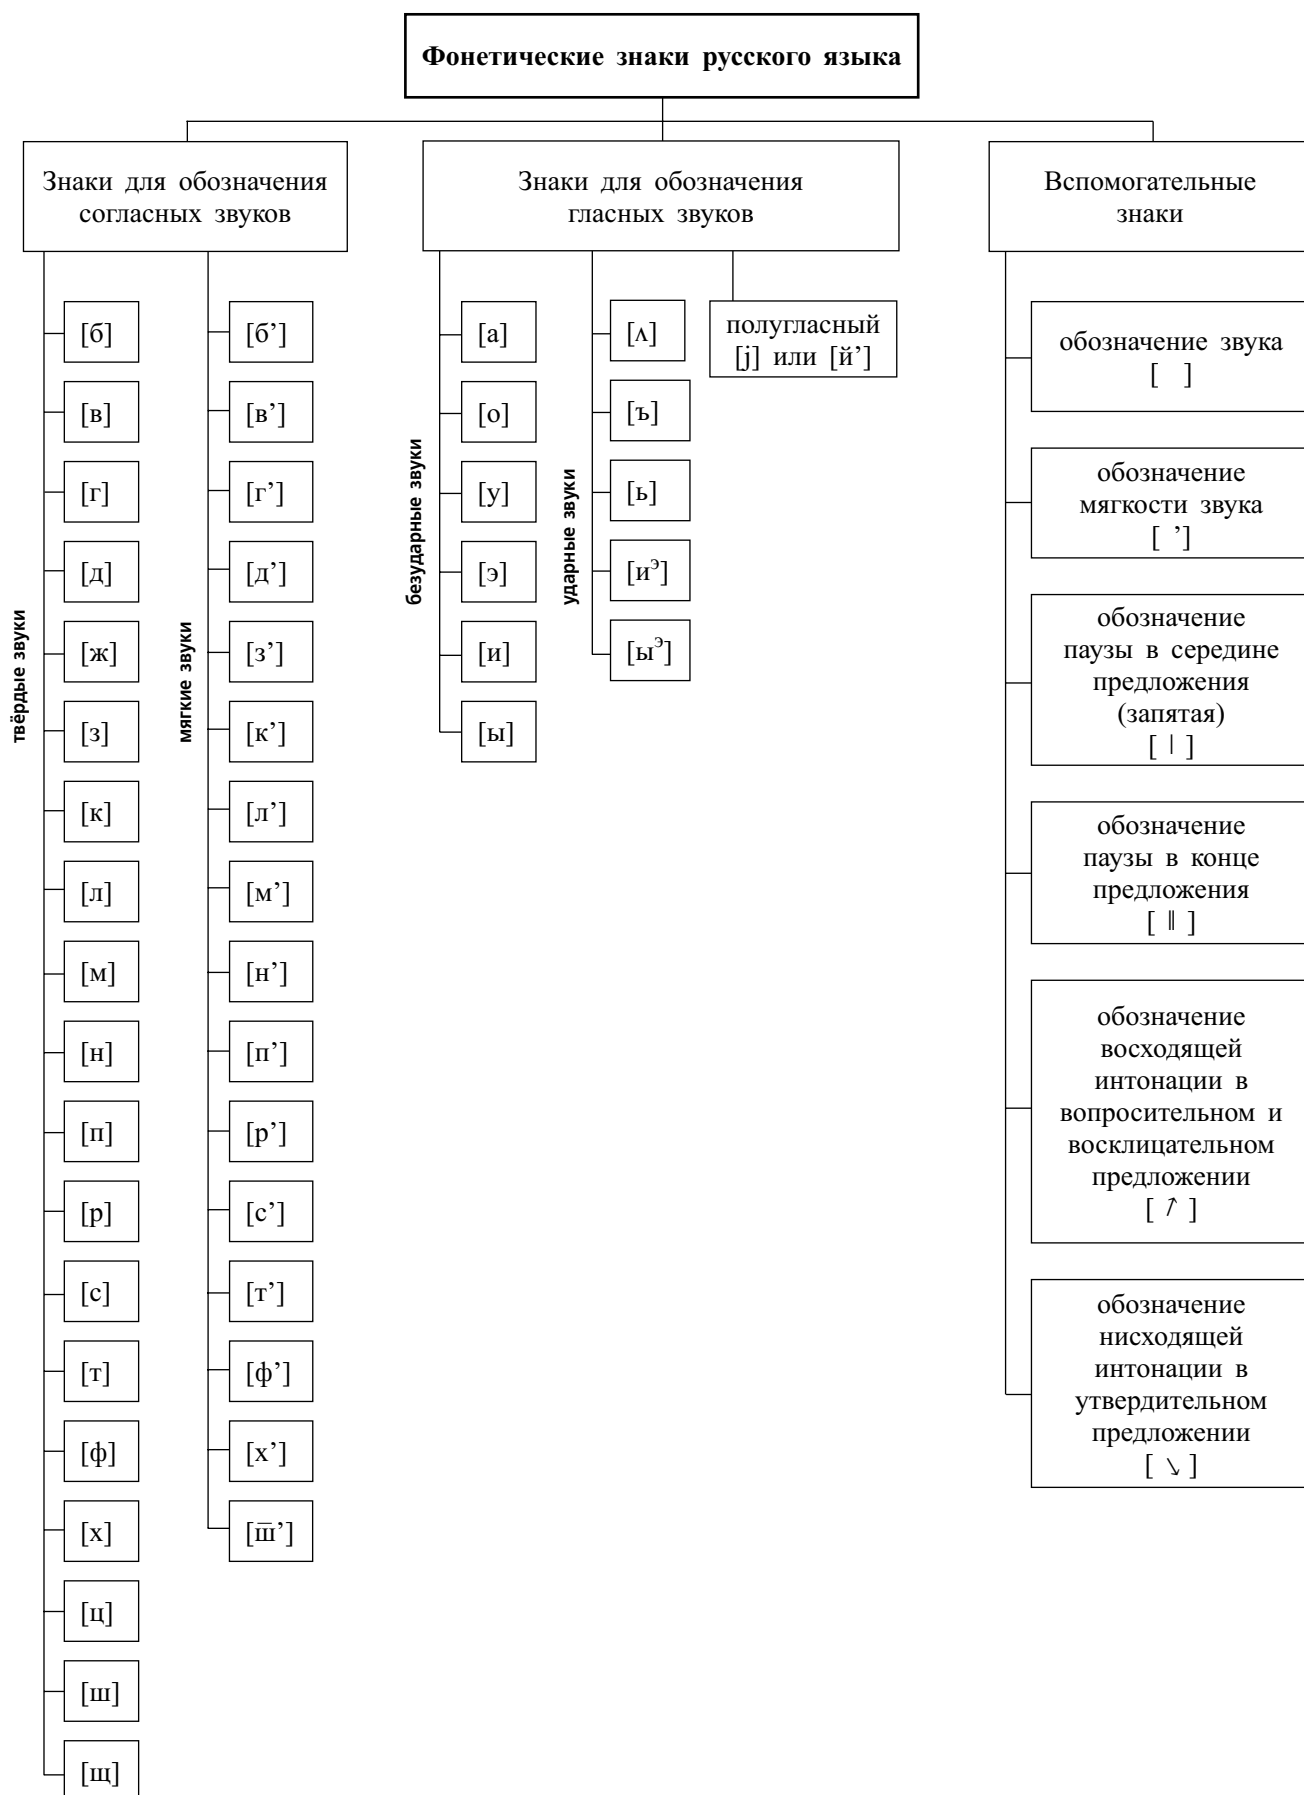 Фонетические знаки русского языка
Знаки для обозначения
согласных звуков
твёрдые звуки
[б]
[в]
[г]
[д]
[ж]
[з]
[к]
[л]
[м]
[н]
[п]
[р]
[с]
[т]
[ф]
[х]
[ц]
[ш]
[щ]
мягкие звуки
[б’]
[в’]
[г’]
[д’]
[з’]
[к’]
[л’]
[м’]
[н’]
[п’]
[р’]
[с’]
[т’]
[ф’]
[х’]
[ш̅’]
Знаки для обозначения
гласных звуков
безударные звуки
[а]
[о]
[у]
[э]
[и]
[ы]
ударные звуки
[ʌ]
[ъ]
[ь]
[иэ]
[ыэ]
полугласный
[j] или [й’]
Вспомогательные
знаки
обозначение звука
[ ]
обозначение
мягкости звука
[ ’]
обозначение
паузы в середине
предложения
(запятая)
[ | ]
обозначение
паузы в конце
предложения
[ ‖ ]
обозначение
восходящей
интонации в
вопросительном и
восклицательном
предложении
[ ↗ ]
обозначение
нисходящей
интонации в
утвердительном
предложении
[ ↘ ]